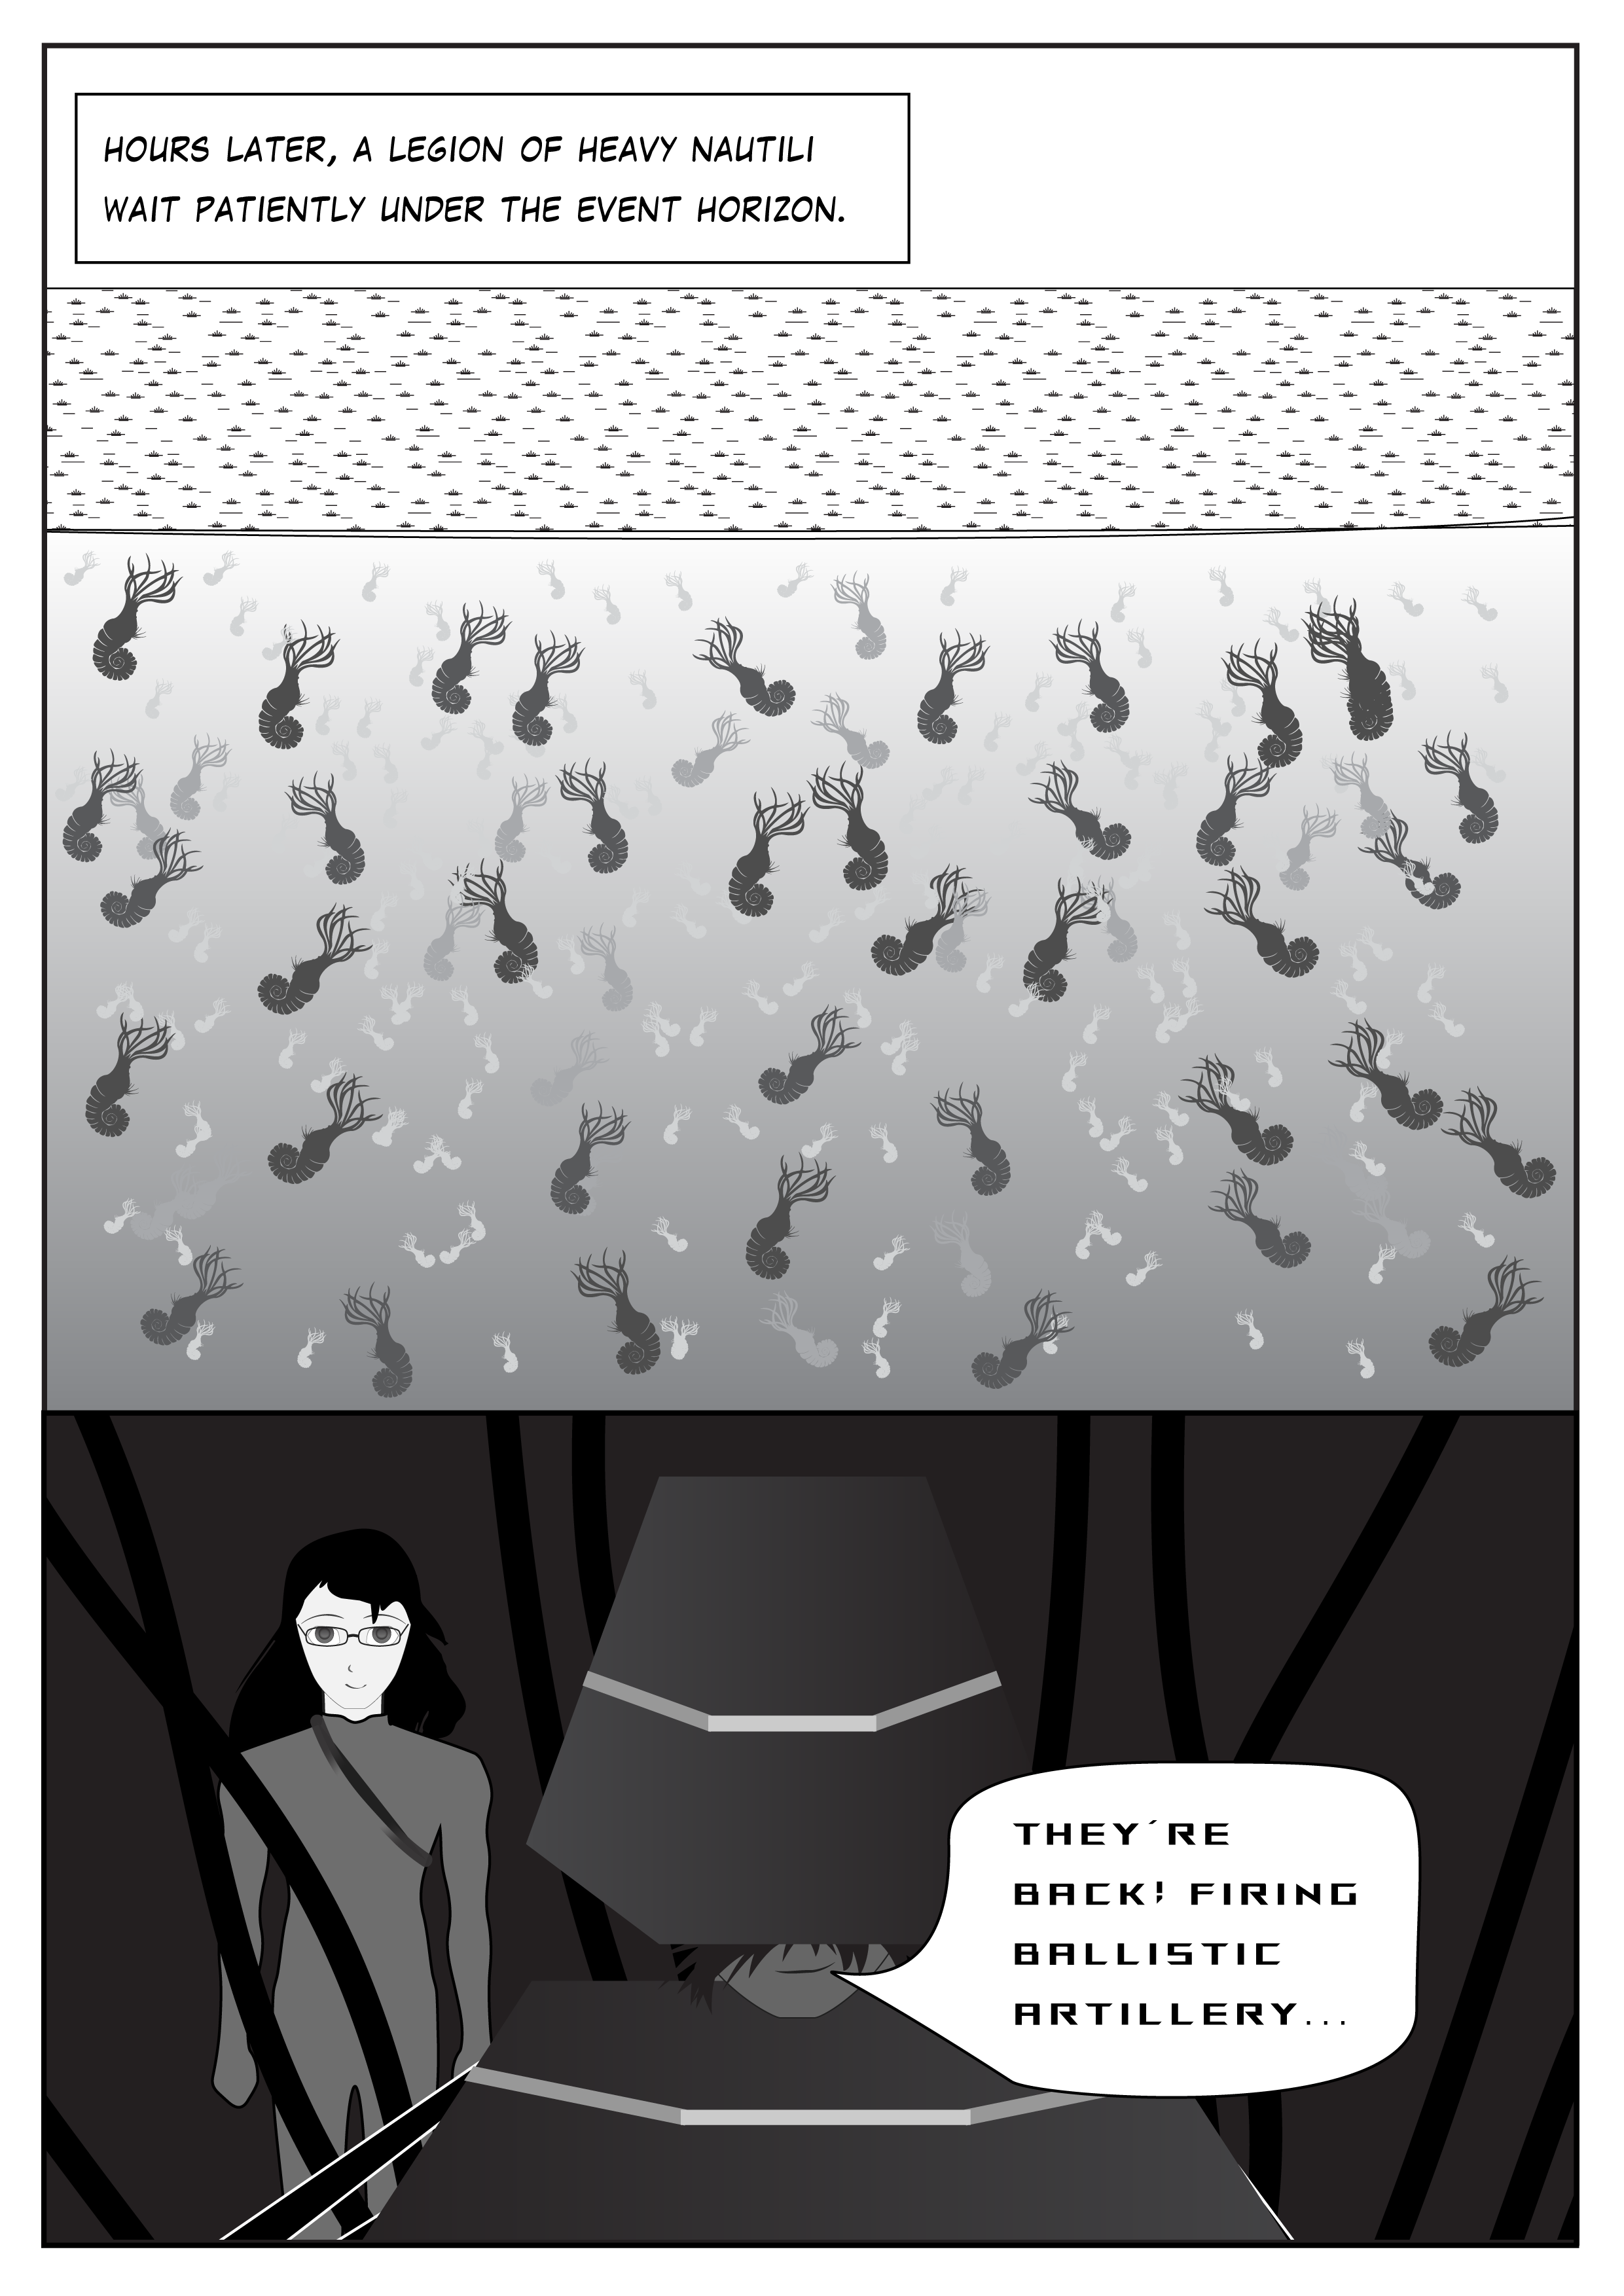 HOURS LATER, A LEGION OF HEAVY NAUTILI
WAIT PATIENTLY UNDER THE EVENT HORIZON.
THEY´RE
BACK! FIRING
BALLISTIC
ARTILLERY...